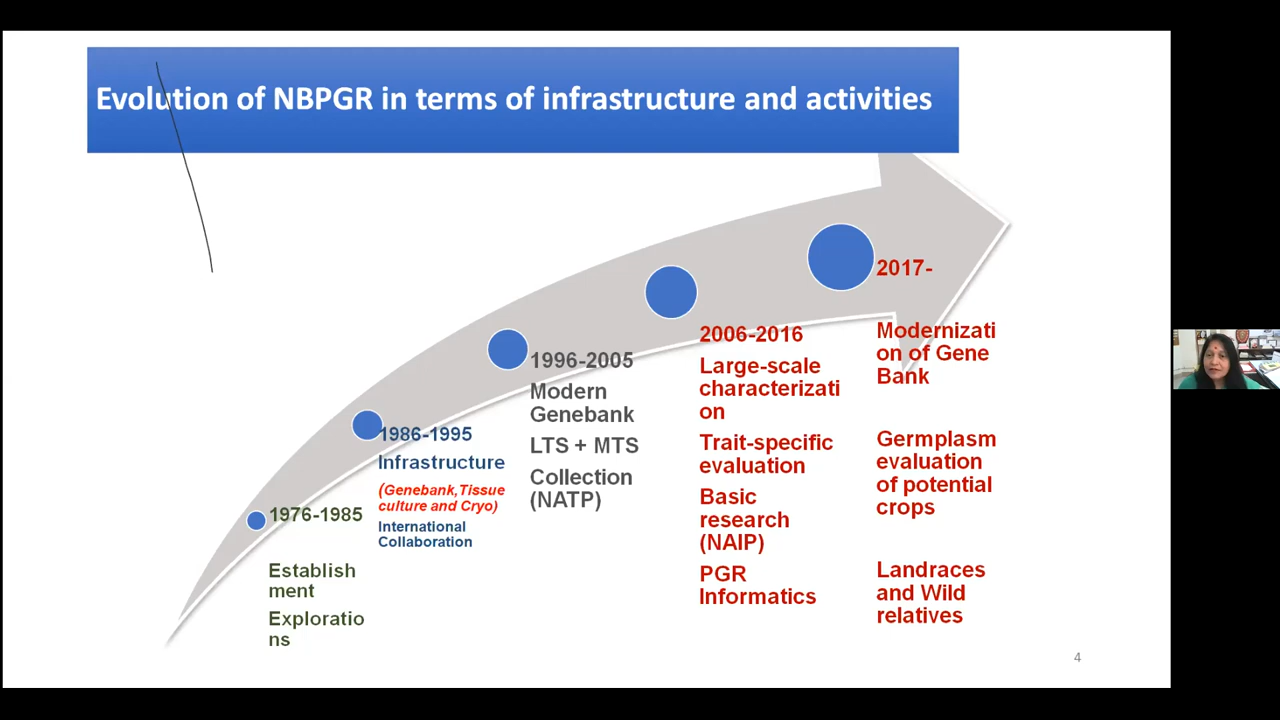 Evolution of NBPGR in terms of infrastructure and activities
1976-1985
Establish
ment
Exploratio
ns
1986-1995
Infrastructure
(Genebank,Tissue
culture and Cryo)
International
Collaboration
1996-2005
Modern
Genebank
LTS + MTS
Collection
(NATP)
2006-2016
Large-scale
characterizati
on
Trait-specific
evaluation
Basic
research
(NAIP)
PGR
Informatics
2017-
Modernizati
on of Gene
Bank
Germplasm
evaluation
of potential
crops
Landraces
and Wild
relatives
4